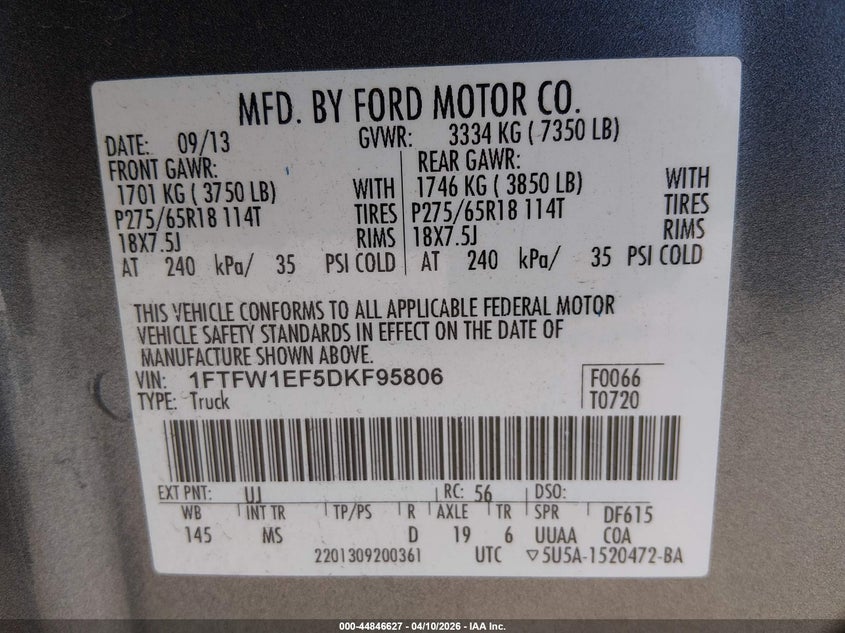 MFD. BY FORD MOTOR CO.
DATE: 09/13 GVWR: 3334 KG ( 7350 LB)
FRONT GAWR: REAR GAWR:
1701 KG ( 3750 LB) WITH 1746 KG ( 3850 LB) WITH
P275/65R18 114T TIRES P275/65R18 114T TIRES
18X7.5J RIMS 18X7.5J RIMS
AT 240 kPa/ 35 PSI COLD AT 240 kPa/ 35 PSI COLD
THIS VEHICLE CONFORMS TO ALL APPLICABLE FEDERAL MOTOR
VEHICLE SAFETY STANDARDS IN EFFECT ON THE DATE OF
MANUFACTURE SHOWN ABOVE.
VIN: 1FTFW1EF5DKF95806 F0066
TYPE: Truck T0720
EXT PNT: UJ RC: 56 DSO:
WB INT TR TP/PS R AXLE TR SPR DF615
145 MS D 19 6 UUAA COA
2201309200361 UTC ▽5U5A-1520472-BA
000-44846627 - 04/10/2026 - IAA Inc.